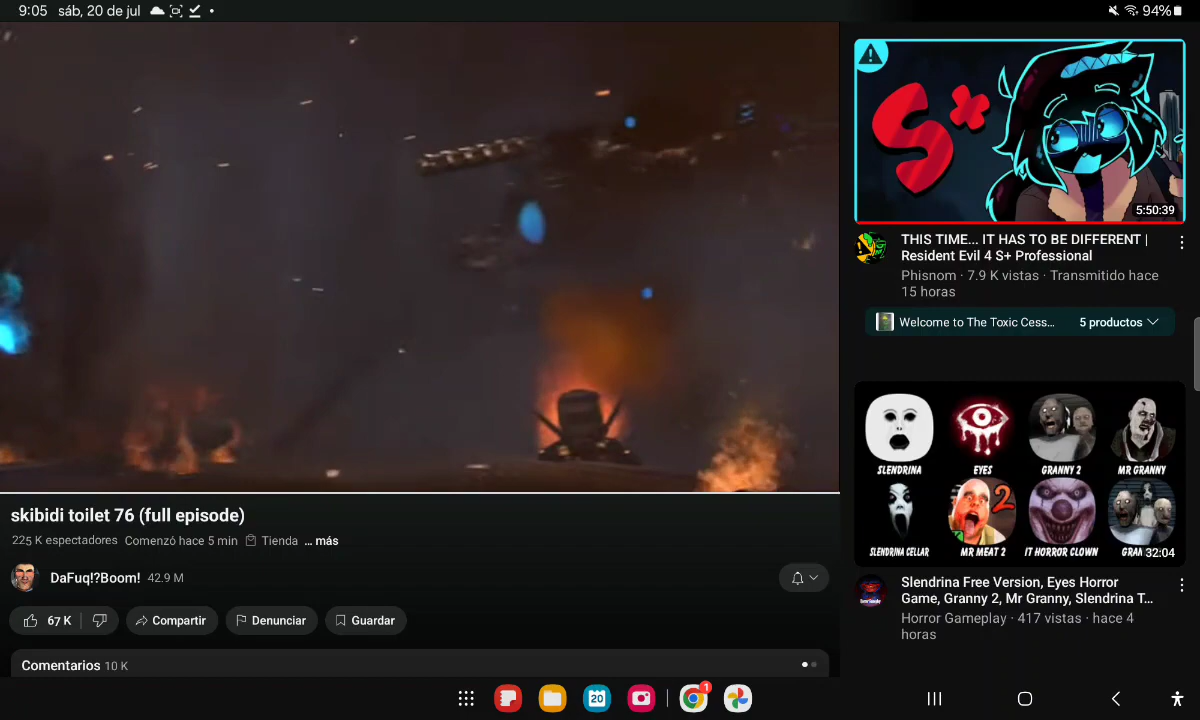 9:05 sáb, 20 de jul
94%
skibidi toilet 76 (full episode)
225 K espectadores Comenzó hace 5 min Tienda ... más
DaFuq!?Boom! 42.9 M
67 K Compartir Denunciar Guardar
Comentarios 10 K
S+
5:50:39
THIS TIME... IT HAS TO BE DIFFERENT |
Resident Evil 4 S+ Professional
Phisnom · 7.9 K vistas · Transmitido hace
15 horas
Welcome to The Toxic Cess... 5 productos
SLENDRINA EYES GRANNY 2 MR GRANNY
2
SLENDRINA CELLAR MR MEAT 2 IT HORROR CLOWN GRAN
32:04
Slendrina Free Version, Eyes Horror
Game, Granny 2, Mr Granny, Slendrina T...
Horror Gameplay · 417 vistas · hace 4
horas
20
1